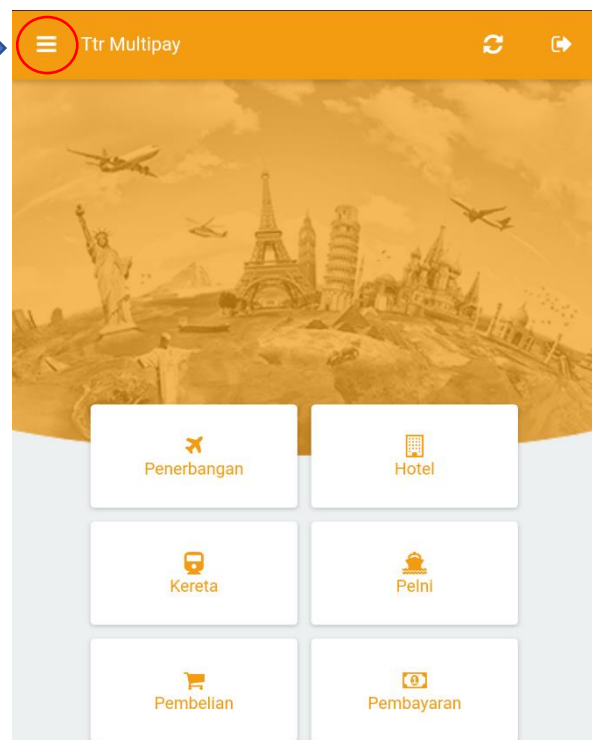 Ttr Multipay
Penerbangan
Hotel
Kereta
Pelni
Pembelian
Pembayaran